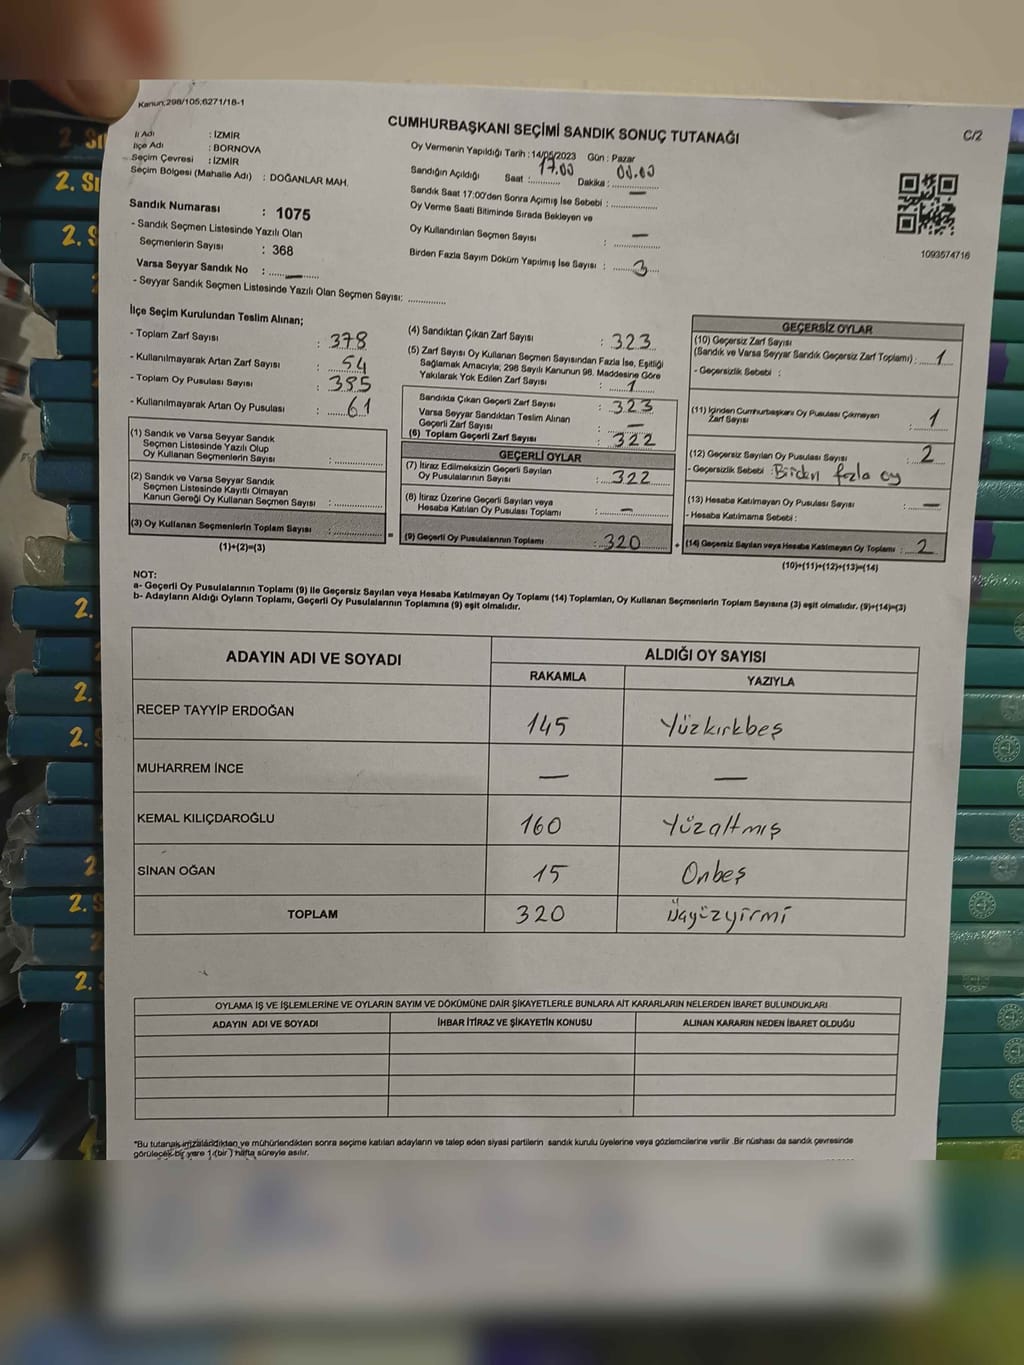 Kanun;298/105;6271/18-1
CUMHURBAŞKANI SEÇİMİ SANDIK SONUÇ TUTANAĞI
C/2
İl Adı : İZMİR
İlçe Adı : BORNOVA
Seçim Çevresi : İZMİR
Seçim Bölgesi (Mahalle Adı) : DOĞANLAR MAH.
Sandık Numarası : 1075
- Sandık Seçmen Listesinde Yazılı Olan
Seçmenlerin Sayısı : 368
Varsa Seyyar Sandık No : —
- Seyyar Sandık Seçmen Listesinde Yazılı Olan Seçmen Sayısı: ............
Oy Vermenin Yapıldığı Tarih : 14/05/2023 Gün : Pazar
Sandığın Açıldığı Saat : 17.00 Dakika : 00.00
Sandık Saat 17:00'den Sonra Açımış İse Sebebi : —
Oy Verme Saati Bitiminde Sırada Bekleyen ve
Oy Kullandırılan Seçmen Sayısı : —
Birden Fazla Sayım Döküm Yapılmış İse Sayısı : 3
1093574716
İlçe Seçim Kurulundan Teslim Alınan;
- Toplam Zarf Sayısı : 378
- Kullanılmayarak Artan Zarf Sayısı : 54
- Toplam Oy Pusulası Sayısı : 385
- Kullanılmayarak Artan Oy Pusulası : 61
(1) Sandık ve Varsa Seyyar Sandık
Seçmen Listesinde Yazılı Olup
Oy Kullanan Seçmenlerin Sayısı : ............
(2) Sandık ve Varsa Seyyar Sandık
Seçmen Listesinde Kayıtlı Olmayan
Kanun Gereği Oy Kullanan Seçmen Sayısı : ............
(3) Oy Kullanan Seçmenlerin Toplam Sayısı : ............
(1)+(2)=(3)
(4) Sandıktan Çıkan Zarf Sayısı : 323
(5) Zarf Sayısı Oy Kullanan Seçmen Sayısından Fazla İse, Eşitliği
Sağlamak Amacıyla; 298 Sayılı Kanunun 98. Maddesine Göre
Yakılarak Yok Edilen Zarf Sayısı : 1
Sandıkta Çıkan Geçerli Zarf Sayısı : 323
Varsa Seyyar Sandıktan Teslim Alınan
Geçerli Zarf Sayısı : —
(6) Toplam Geçerli Zarf Sayısı : 322
GEÇERLİ OYLAR
(7) İtiraz Edilmeksizin Geçerli Sayılan
Oy Pusulalarının Sayısı : 322
(8) İtiraz Üzerine Geçerli Sayılan veya
Hesaba Katılan Oy Pusulası Toplamı : —
= (9) Geçerli Oy Pusulalarının Toplamı : 320
GEÇERSİZ OYLAR
(10) Geçersiz Zarf Sayısı
(Sandık ve Varsa Seyyar Sandık Geçersiz Zarf Toplamı) : 1
- Geçersizlik Sebebi :
(11) İçinden Cumhurbaşkanı Oy Pusulası Çıkmayan
Zarf Sayısı : 1
(12) Geçersiz Sayılan Oy Pusulası Sayısı : 2
- Geçersizlik Sebebi : Birden fazla oy
(13) Hesaba Katılmayan Oy Pusulası Sayısı : —
- Hesaba Katılmama Sebebi :
+ (14) Geçersiz Sayılan veya Hesaba Katılmayan Oy Toplamı : 2
(10)+(11)+(12)+(13)=(14)
NOT:
a- Geçerli Oy Pusulalarının Toplamı (9) ile Geçersiz Sayılan veya Hesaba Katılmayan Oy Toplamı (14) Toplamları, Oy Kullanan Seçmenlerin Toplam Sayısına (3) eşit olmalıdır. (9)+(14)=(3)
b- Adayların Aldığı Oyların Toplamı, Geçerli Oy Pusulalarının Toplamına (9) eşit olmalıdır.
ADAYIN ADI VE SOYADI
ALDIĞI OY SAYISI
RAKAMLA YAZIYLA
RECEP TAYYİP ERDOĞAN 145 Yüzkırkbeş
MUHARREM İNCE — —
KEMAL KILIÇDAROĞLU 160 Yüzaltmış
SİNAN OĞAN 15 Onbeş
TOPLAM 320 Üçyüzyirmi
OYLAMA İŞ VE İŞLEMLERİNE VE OYLARIN SAYIM VE DÖKÜMÜNE DAİR ŞİKAYETLERLE BUNLARA AİT KARARLARIN NELERDEN İBARET BULUNDUKLARI
ADAYIN ADI VE SOYADI İHBAR İTİRAZ VE ŞİKAYETİN KONUSU ALINAN KARARIN NEDEN İBARET OLDUĞU
*Bu tutanak imzalandıktan ve mühürlendikten sonra seçime katılan adayların ve talep eden siyasi partilerin sandık kurulu üyelerine veya gözlemcilerine verilir .Bir nüshası da sandık çevresinde
görülecek bir yere 1 (bir ) hafta süreyle asılır.